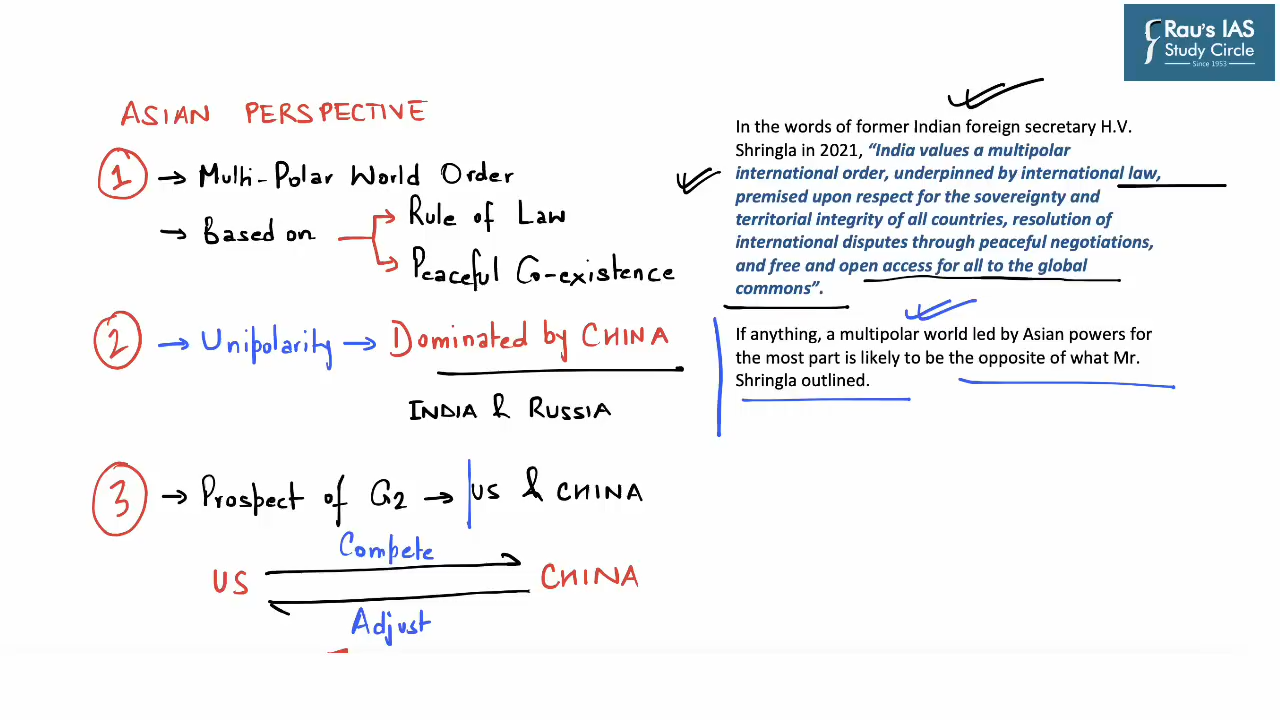 Rau's IAS
Study Circle
Since 1953
ASIAN PERSPECTIVE
1 → Multi-Polar World Order
→ Based on
Rule of Law
Peaceful Co-existence
2 → Unipolarity → Dominated by CHINA
INDIA & RUSSIA
3 → Prospect of G2 → US & CHINA
Compete
US CHINA
Adjust
In the words of former Indian foreign secretary H.V.
Shringla in 2021, “India values a multipolar
international order, underpinned by international law,
premised upon respect for the sovereignty and
territorial integrity of all countries, resolution of
international disputes through peaceful negotiations,
and free and open access for all to the global
commons”.
If anything, a multipolar world led by Asian powers for
the most part is likely to be the opposite of what Mr.
Shringla outlined.